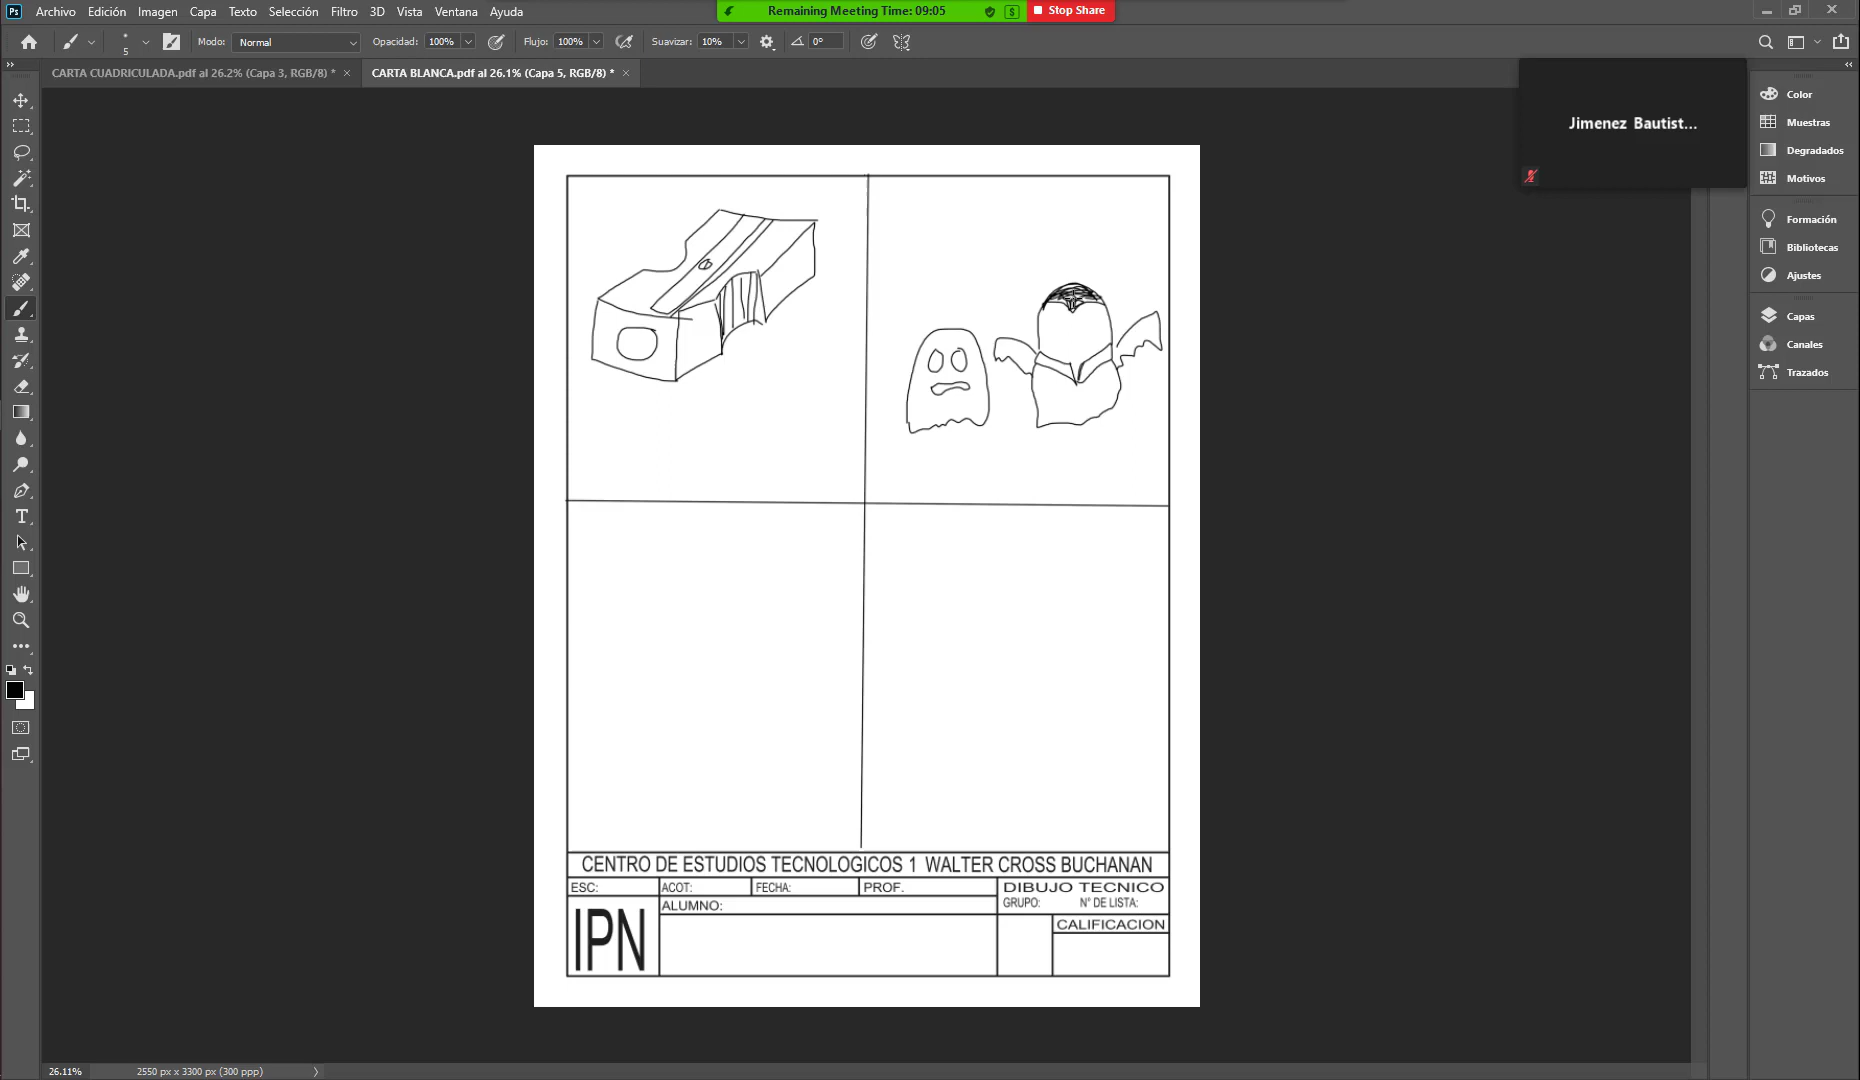 Ps Archivo Edición Imagen Capa Texto Selección Filtro 3D Vista Ventana Ayuda
Remaining Meeting Time: 09:05 $ Stop Share
5 Modo: Normal Opacidad: 100% Flujo: 100% Suavizar: 10% 0°
CARTA CUADRICULADA.pdf al 26.2% (Capa 3, RGB/8) * ×
CARTA BLANCA.pdf al 26.1% (Capa 5, RGB/8) * ×
Jimenez Bautist...
Color
Muestras
Degradados
Motivos
Formación
Bibliotecas
Ajustes
Capas
Canales
Trazados
CENTRO DE ESTUDIOS TECNOLOGICOS 1 WALTER CROSS BUCHANAN
ESC: ACOT: FECHA: PROF. DIBUJO TECNICO
ALUMNO: GRUPO: N° DE LISTA:
IPN CALIFICACION
26.11% 2550 px x 3300 px (300 ppp)